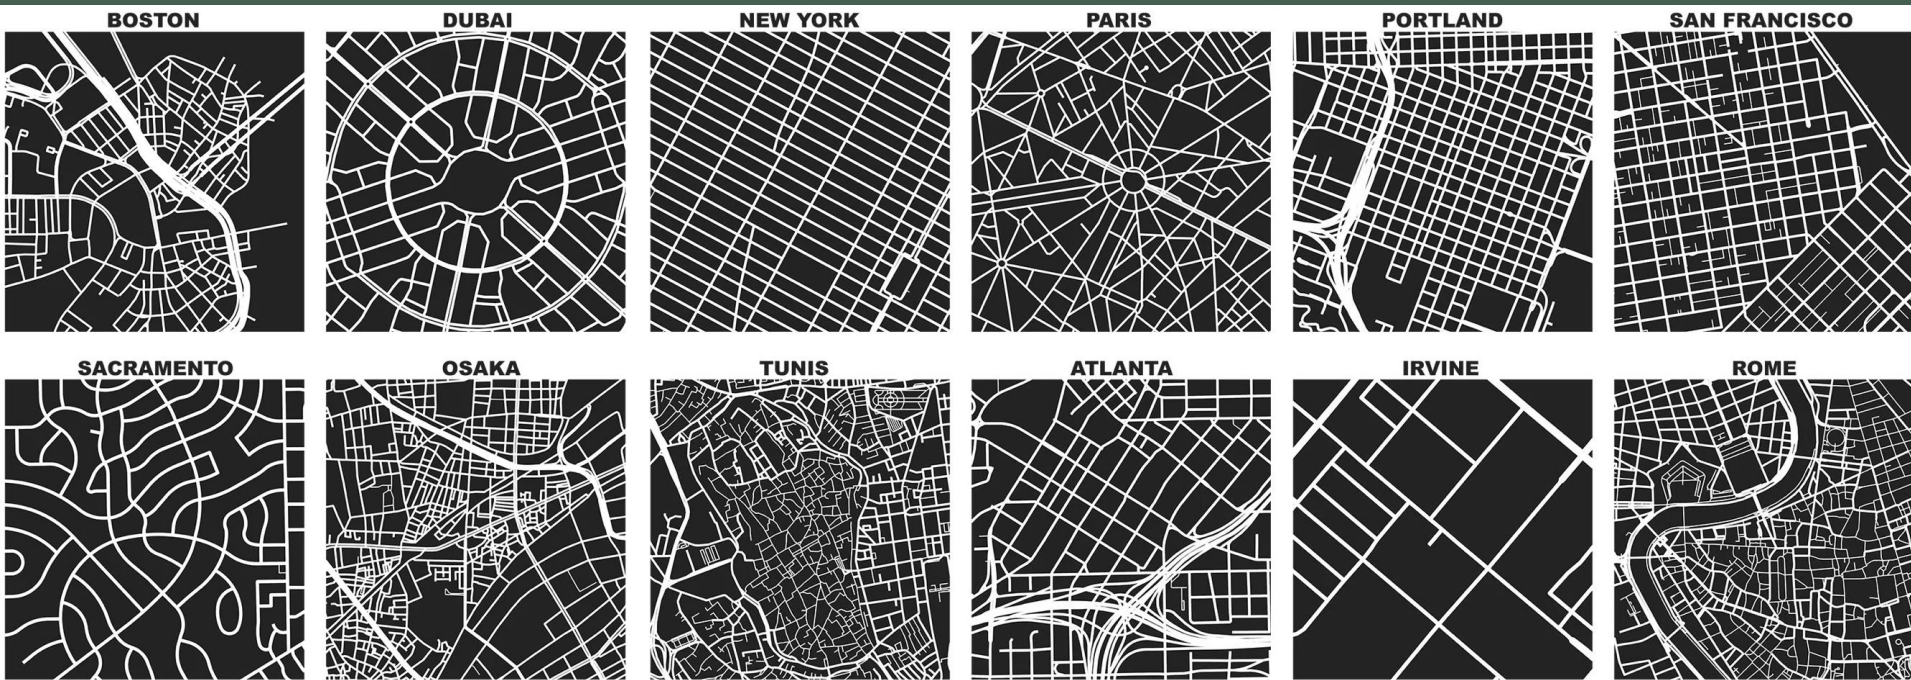 BOSTON
DUBAI
NEW YORK
PARIS
PORTLAND
SAN FRANCISCO
SACRAMENTO
OSAKA
TUNIS
ATLANTA
IRVINE
ROME